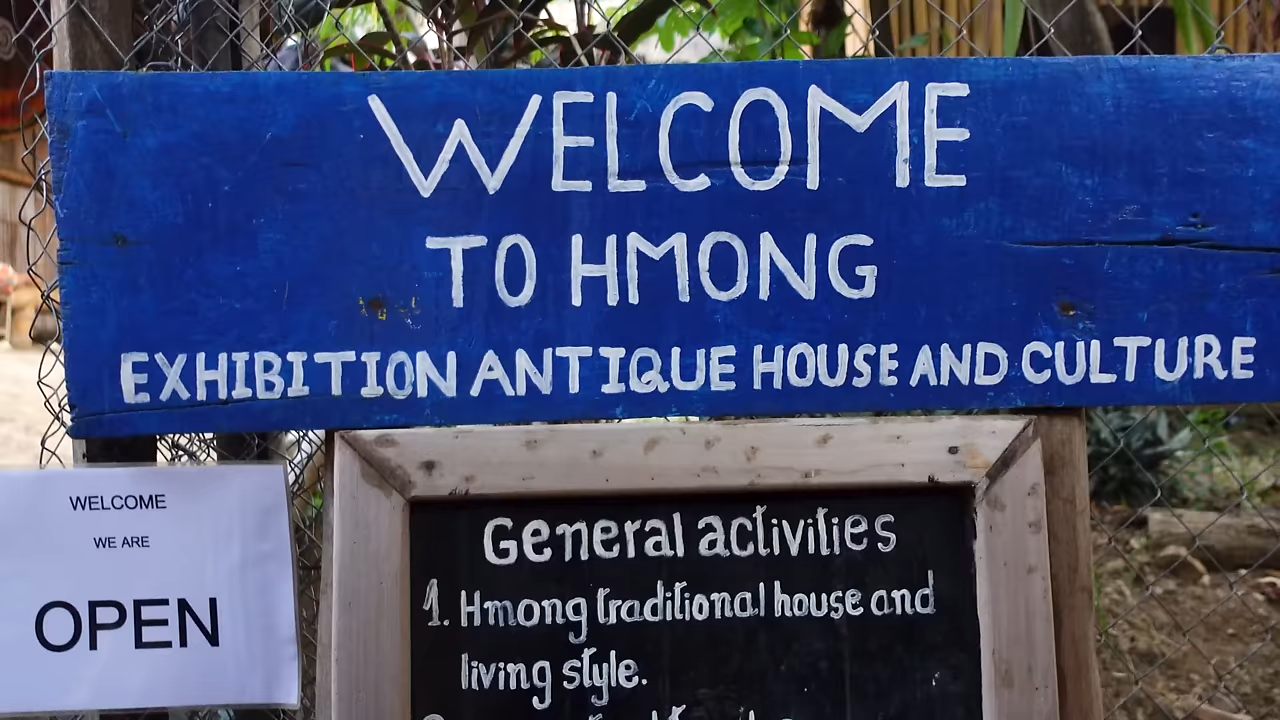 WELCOME
TO HMONG
EXHIBITION ANTIQUE HOUSE AND CULTURE
WELCOME
WE ARE
OPEN
General activities
1. Hmong traditional house and
living style.